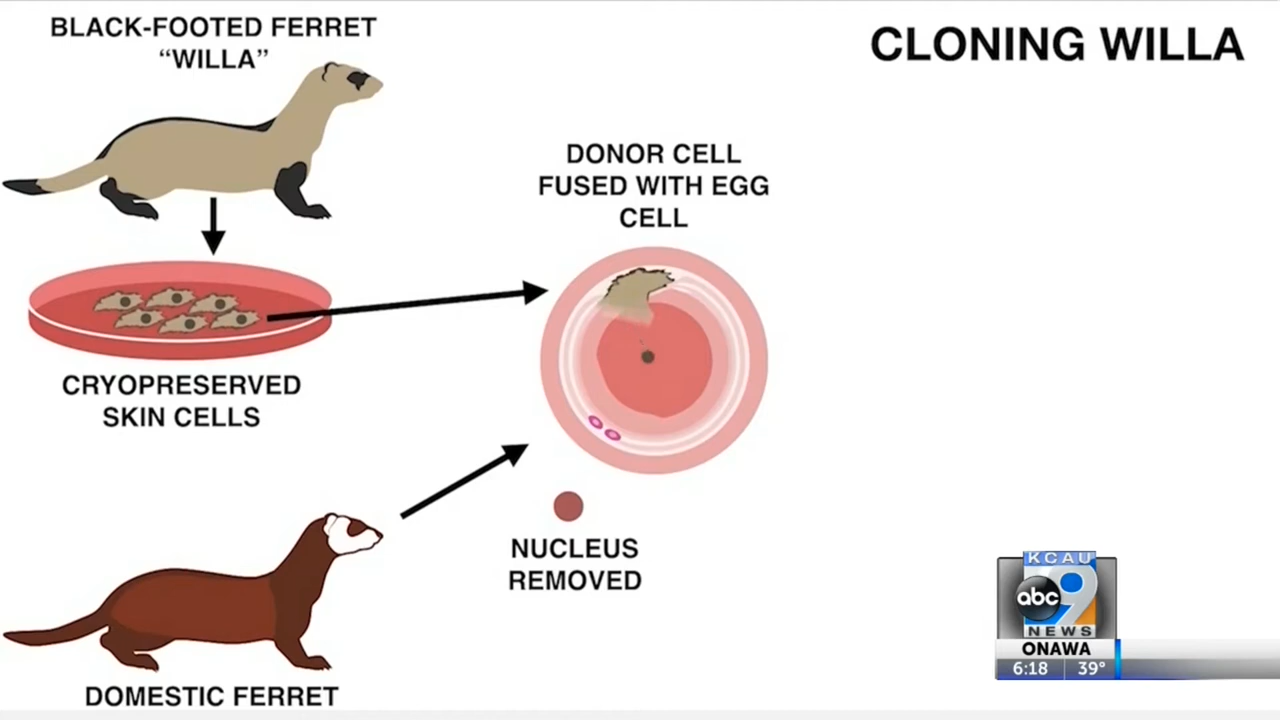 BLACK-FOOTED FERRET
“WILLA”
CLONING WILLA
DONOR CELL
FUSED WITH EGG
CELL
CRYOPRESERVED
SKIN CELLS
NUCLEUS
REMOVED
DOMESTIC FERRET
KCAU
abc 9
NEWS
ONAWA
6:18 39°